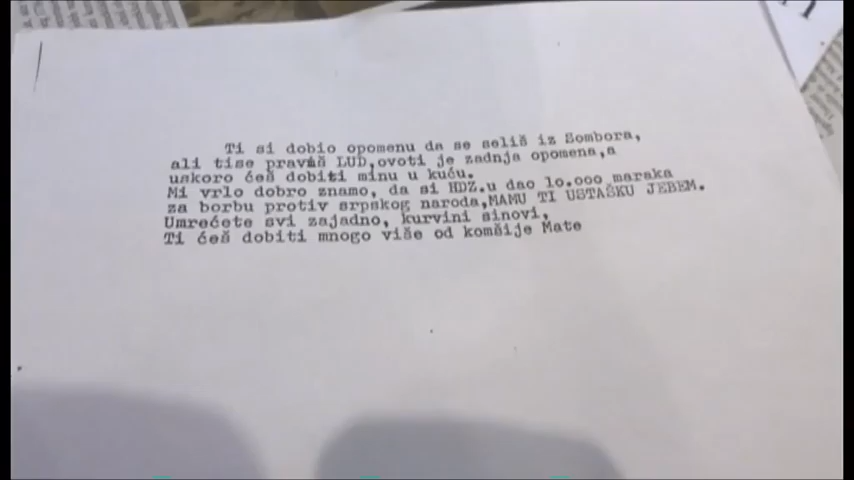 Ti si dobio opomenu da se seliš iz Sombora,
ali tise pravіš LUD,ovoti je zadnja opomena,a
uskoro ćeš dobiti minu u kuću.
Mi vrlo dobro znamo, da si HDZ.u dao 10.000 maraka
za borbu protiv srpskog naroda,MAMU TI USTAŠKU JEBEM.
Umrećete svi zajadno, kurvini sinovi,
Ti ćeš dobiti mnogo više od komšije Mate